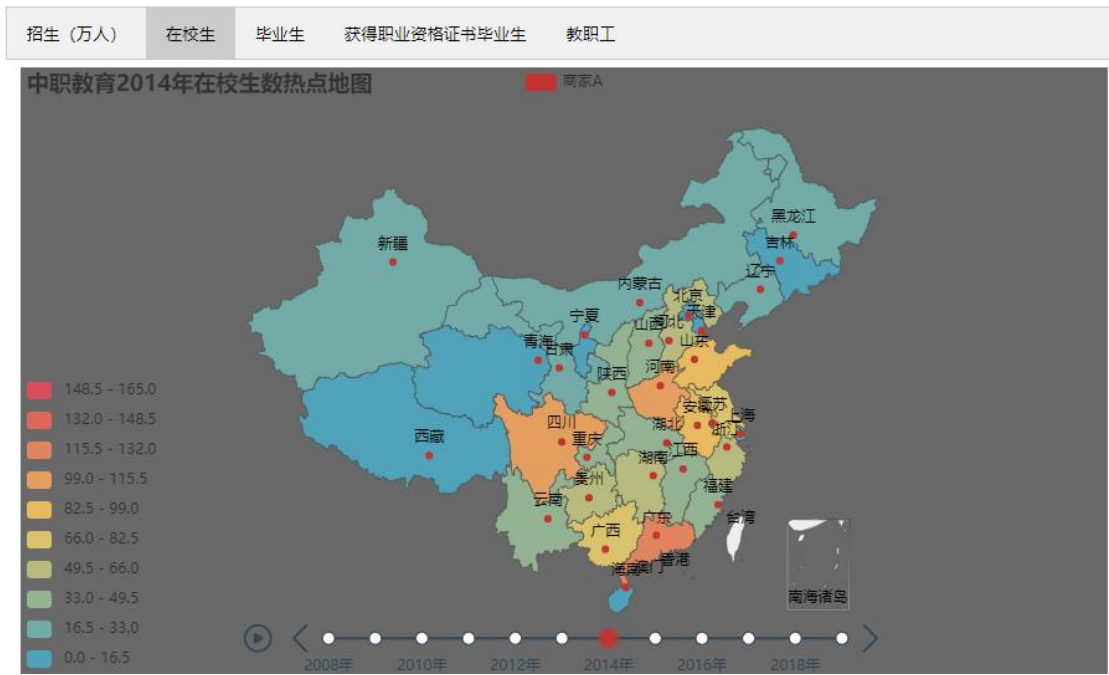 招生（万人） 在校生 毕业生 获得职业资格证书毕业生 教职工
中职教育2014年在校生数热点地图
商家A
黑龙江
新疆
吉林
辽宁
内蒙古
北京
宁夏
天津
山西
河北
青海
甘肃
山东
河南
陕西
148.5 - 165.0
安徽
江苏
132.0 - 148.5
上海
四川
湖北
浙江
西藏
重庆
115.5 - 132.0
江西
湖南
99.0 - 115.5
贵州
福建
云南
82.5 - 99.0
广东
台湾
广西
66.0 - 82.5
香港
澳门
海南
49.5 - 66.0
南海诸岛
33.0 - 49.5
16.5 - 33.0
0.0 - 16.5
2008年 2010年 2012年 2014年 2016年 2018年